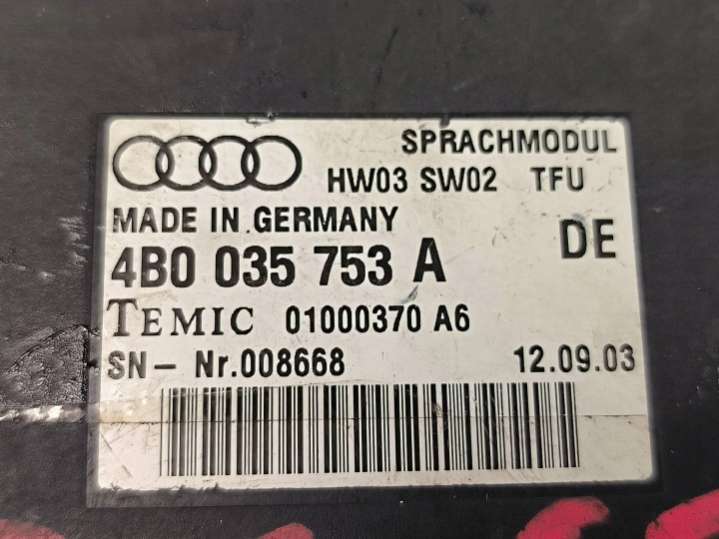 SPRACHMODUL
HW03 SW02 TFU
MADE IN GERMANY
DE
4B0 035 753 A
TEMIC 01000370 A6
SN- Nr.008668 12.09.03